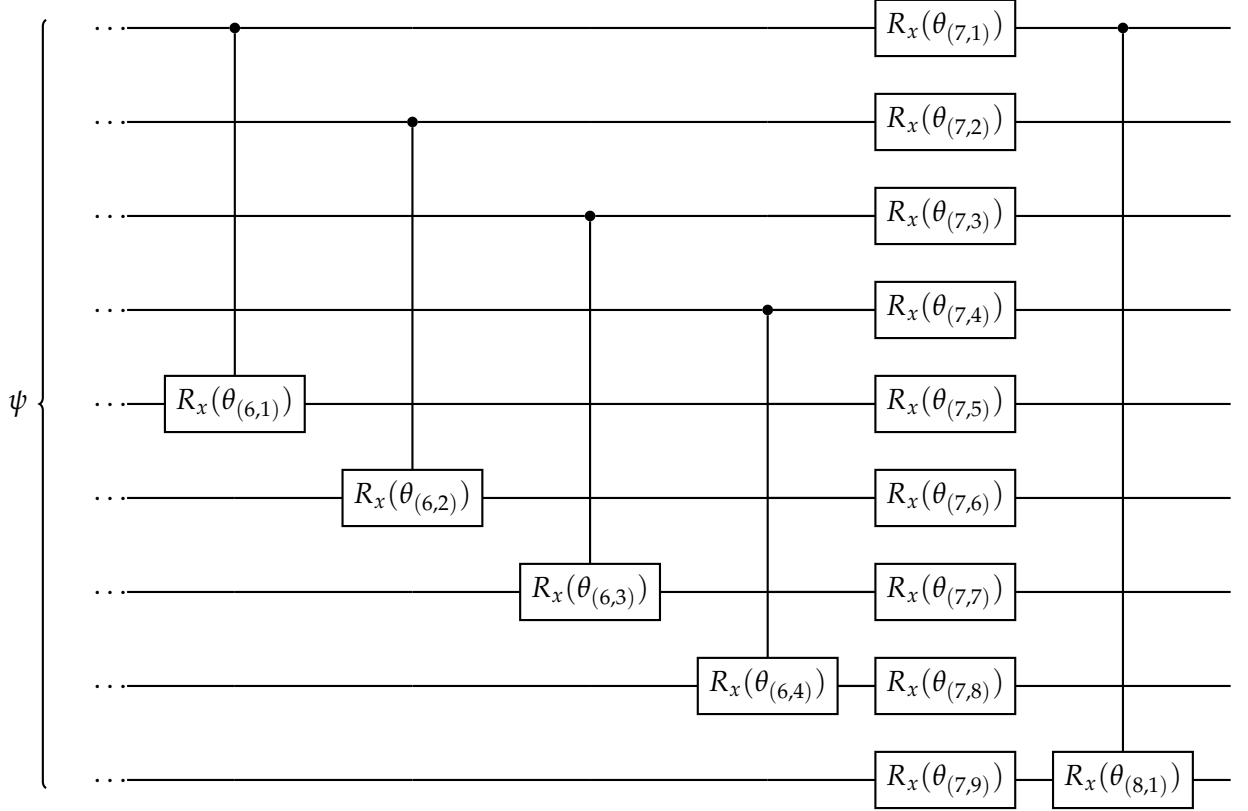 … R_x(θ_(7,1))
… R_x(θ_(7,2))
… R_x(θ_(7,3))
… R_x(θ_(7,4))
ψ { … R_x(θ_(6,1)) R_x(θ_(7,5))
… R_x(θ_(6,2)) R_x(θ_(7,6))
… R_x(θ_(6,3)) R_x(θ_(7,7))
… R_x(θ_(6,4)) R_x(θ_(7,8))
… R_x(θ_(7,9)) R_x(θ_(8,1))